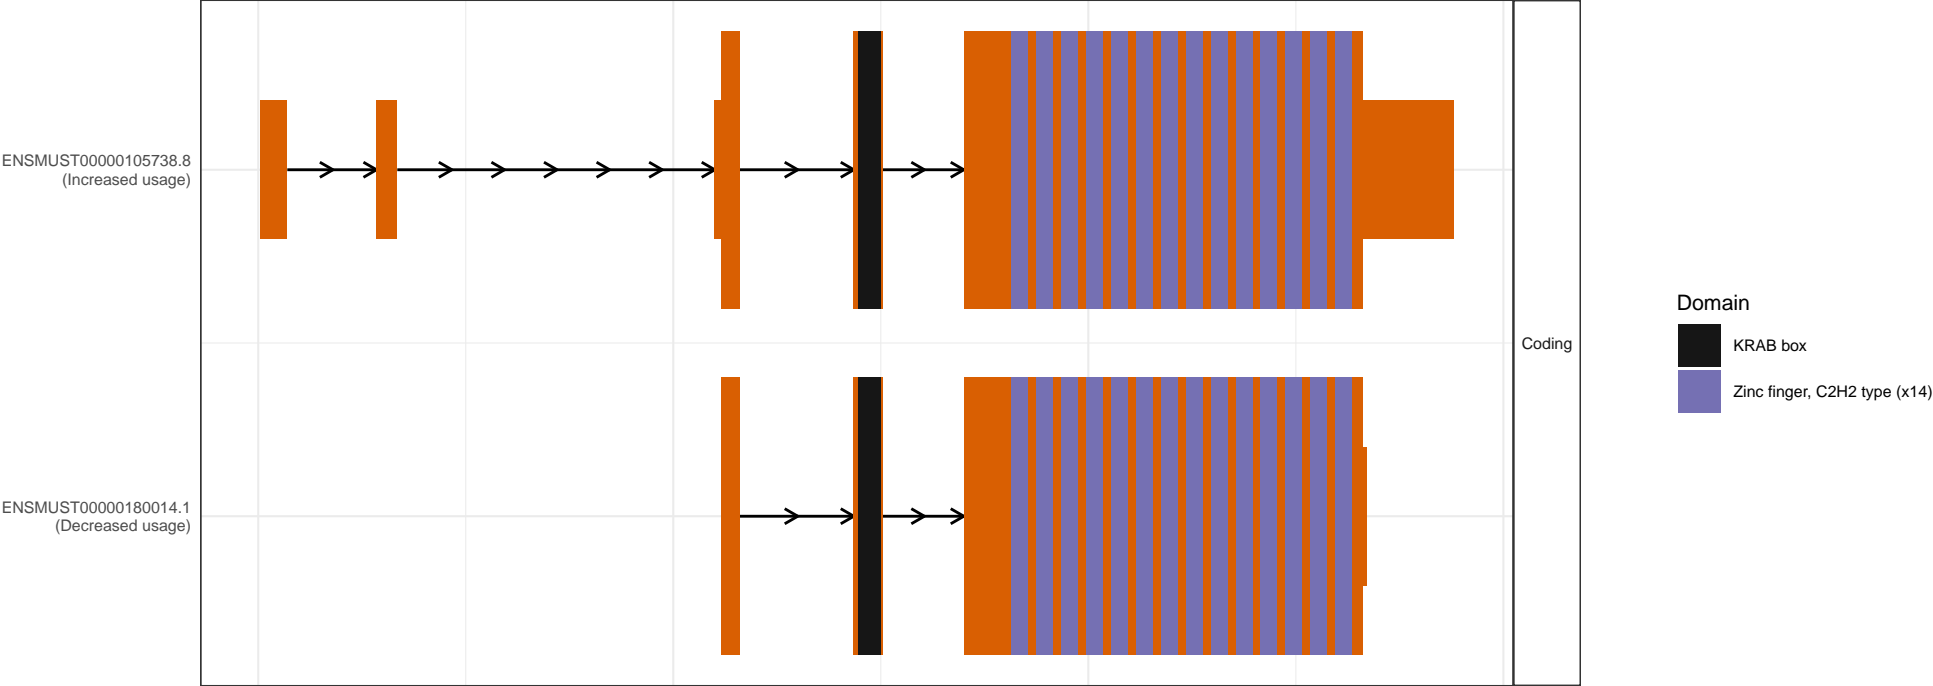 ENSMUST00000105738.8
(Increased usage)
ENSMUST00000180014.1
(Decreased usage)
Coding
Domain
KRAB box
Zinc finger, C2H2 type (x14)